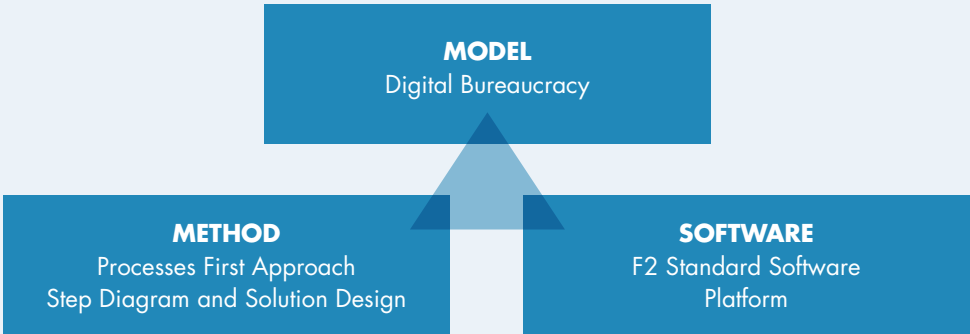 MODEL
Digital Bureaucracy
METHOD
Processes First Approach
Step Diagram and Solution Design
SOFTWARE
F2 Standard Software
Platform